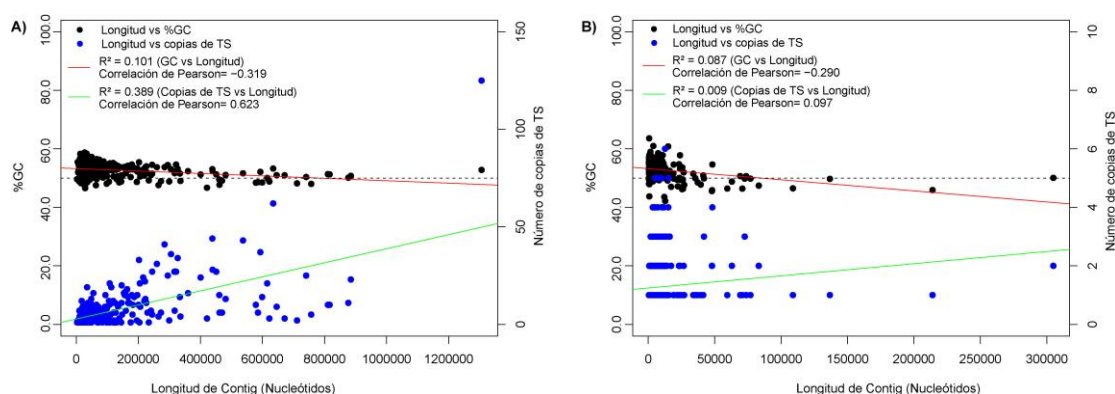 A)
100.0
80.0
60.0
40.0
20.0
0.0
%GC
150
100
50
0
Número de copias de TS
Longitud vs %GC
Longitud vs copias de TS
R² = 0.101 (GC vs Longitud)
Correlación de Pearson= −0.319
R² = 0.389 (Copias de TS vs Longitud)
Correlación de Pearson= 0.623
0 200000 400000 600000 800000 1000000 1200000
Longitud de Contig (Nucleótidos)
B)
100.0
80.0
60.0
40.0
20.0
0.0
%GC
10
8
6
4
2
0
Número de copias de TS
Longitud vs %GC
Longitud vs copias de TS
R² = 0.087 (GC vs Longitud)
Correlación de Pearson= −0.290
R² = 0.009 (Copias de TS vs Longitud)
Correlación de Pearson= 0.097
0 50000 100000 150000 200000 250000 300000
Longitud de Contig (Nucleótidos)